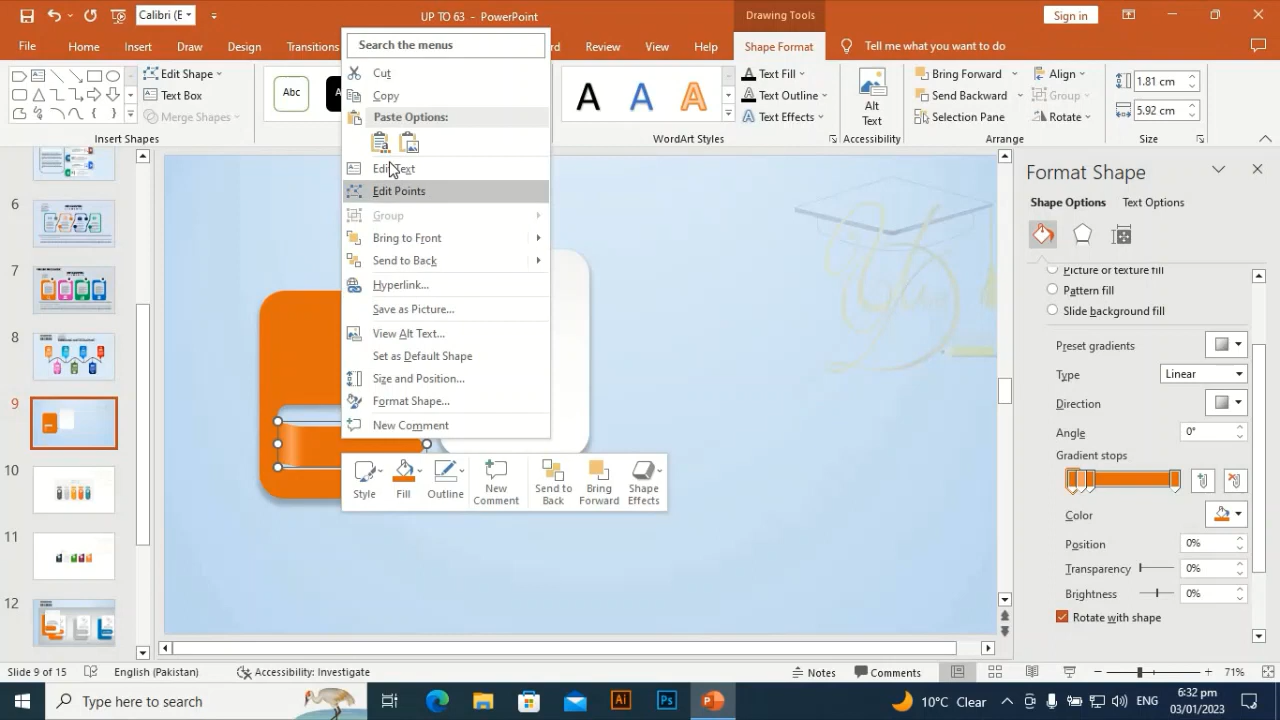 Calibri (E
UP TO 63 - PowerPoint
Drawing Tools
Sign in
File
Home
Insert
Draw
Design
Transitions
Review
View
Help
Shape Format
Tell me what you want to do
Edit Shape
Text Box
Merge Shapes
Insert Shapes
Abc
Text Fill
Text Outline
Text Effects
WordArt Styles
Alt
Text
Accessibility
Bring Forward
Send Backward
Selection Pane
Align
Group
Rotate
Arrange
1.81 cm
5.92 cm
Size
Search the menus
Cut
Copy
Paste Options:
Edit Text
Edit Points
Group
Bring to Front
Send to Back
Hyperlink...
Save as Picture...
View Alt Text...
Set as Default Shape
Size and Position...
Format Shape...
New Comment
Style
Fill
Outline
New
Comment
Send to
Back
Bring
Forward
Shape
Effects
6
7
8
9
10
11
12
Format Shape
Shape Options
Text Options
Picture or texture fill
Pattern fill
Slide background fill
Preset gradients
Type
Linear
Direction
Angle
0°
Gradient stops
Color
Position
0%
Transparency
0%
Brightness
0%
Rotate with shape
Slide 9 of 15
English (Pakistan)
Accessibility: Investigate
Notes
Comments
71%
Type here to search
10°C Clear
ENG
6:32 pm
03/01/2023